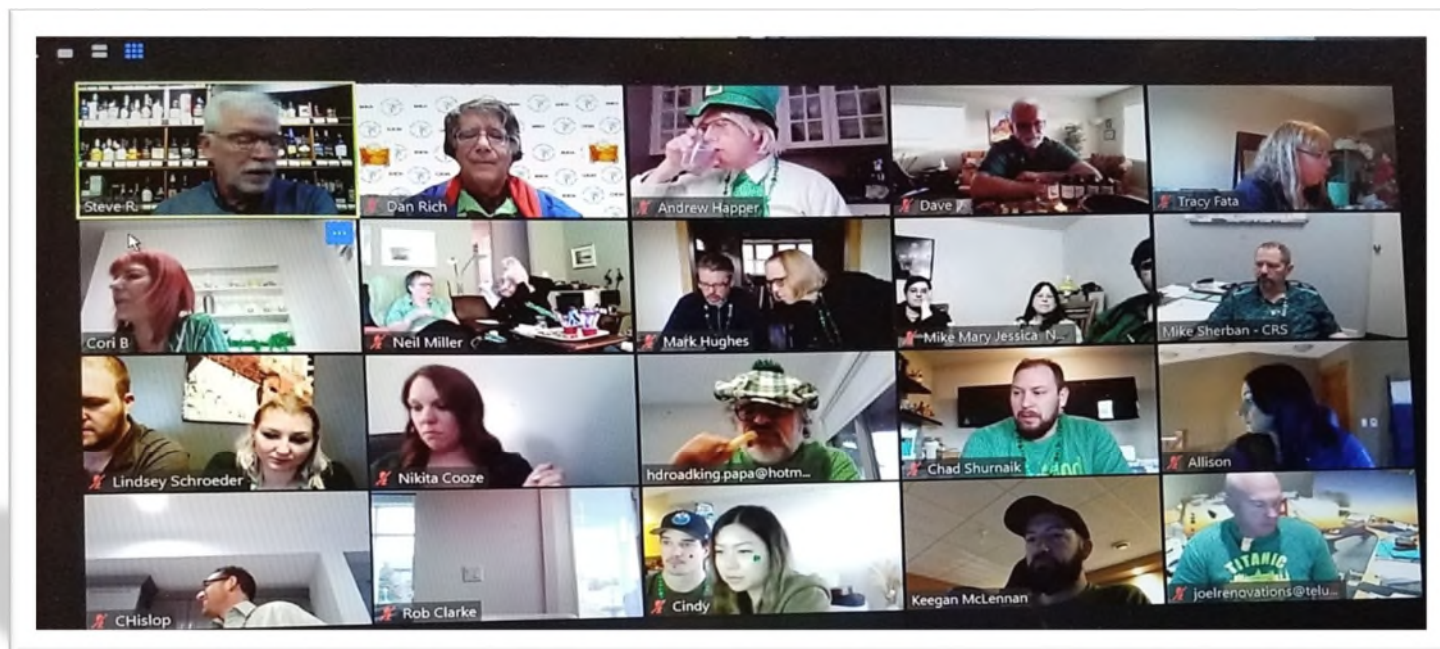 Steve R.
Dan Rich
Andrew Happer
Dave
Tracy Fata
Cori B
Neil Miller
Mark Hughes
Mike Mary Jessica N...
Mike Sherban - CRS
Lindsey Schroeder
Nikita Cooze
hdroadking.papa@hotm...
Chad Shurnaik
Allison
CHislop
Rob Clarke
Cindy
Keegan McLennan
TITANIC
joelrenovations@telu...